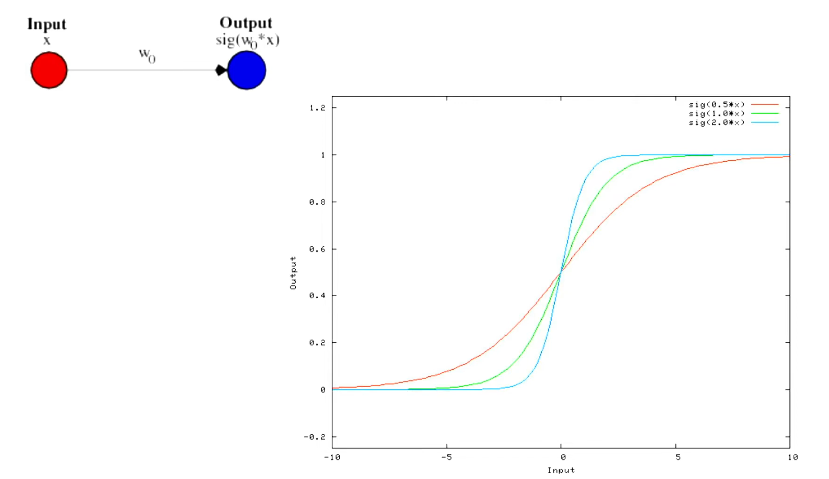 Input
x
w0
Output
sig(w0*x)
sig(0.5*x)
sig(1.0*x)
sig(2.0*x)
1.2
1
0.8
0.6
0.4
0.2
0
-0.2
Output
-10
-5
0
5
10
Input